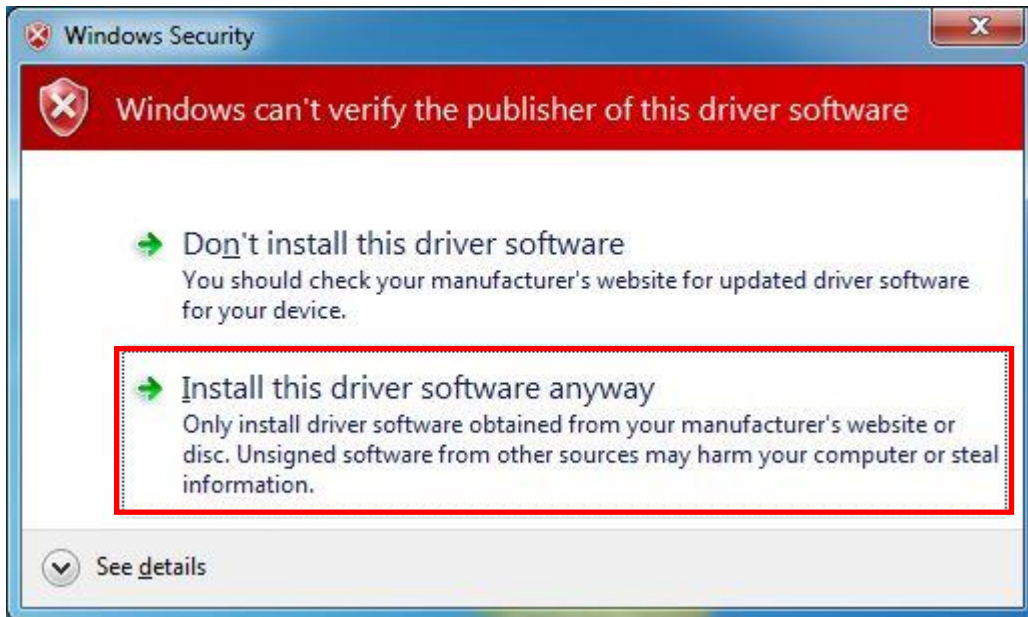 Windows Security
Windows can't verify the publisher of this driver software
Don't install this driver software
You should check your manufacturer's website for updated driver software
for your device.
Install this driver software anyway
Only install driver software obtained from your manufacturer's website or
disc. Unsigned software from other sources may harm your computer or steal
information.
See details